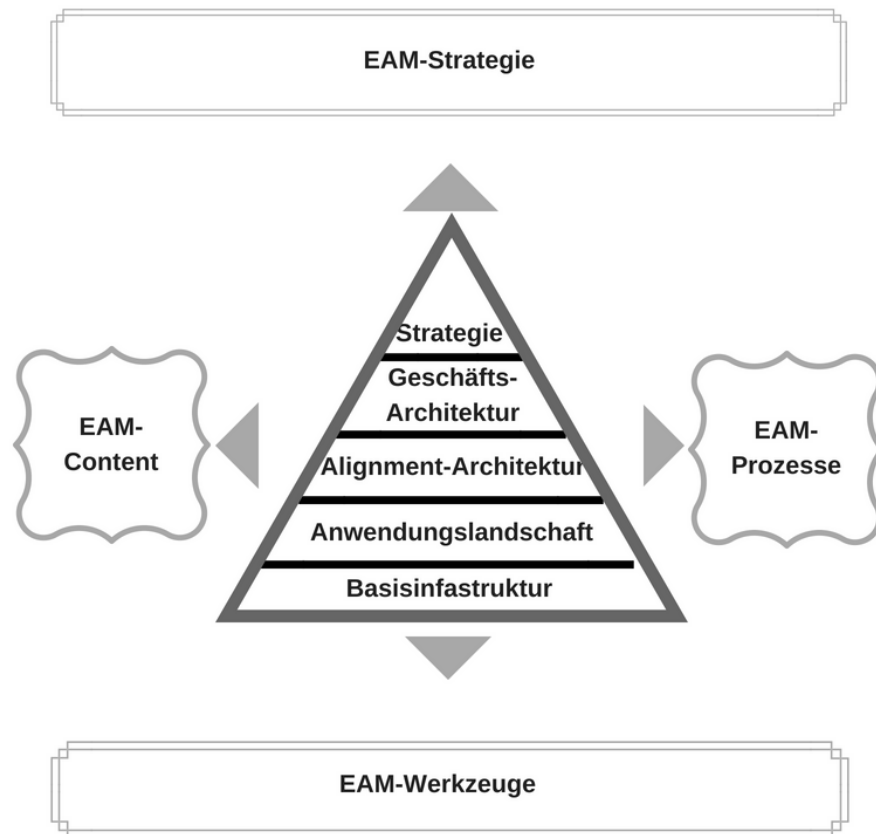 EAM-Strategie
Strategie
Geschäfts-
Architektur
Alignment-Architektur
Anwendungslandschaft
Basisinfastruktur
EAM-
Content
EAM-
Prozesse
EAM-Werkzeuge